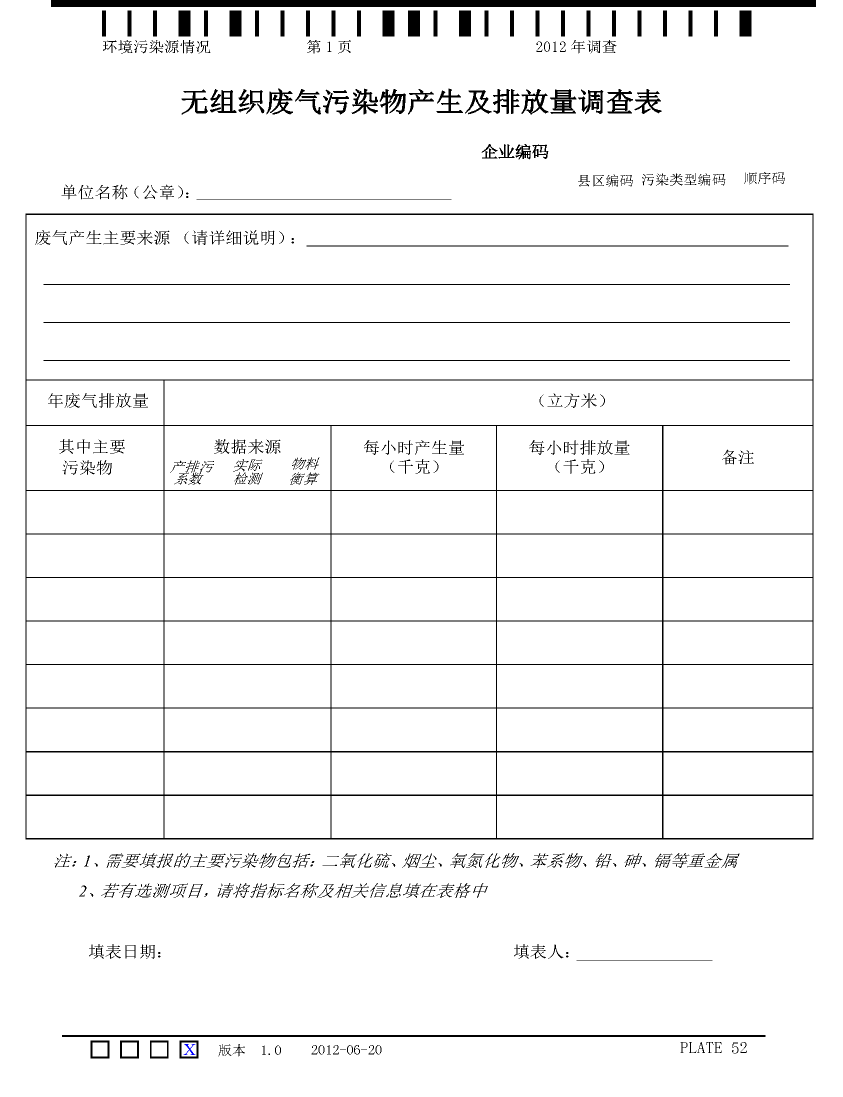 环境污染源情况 第 1 页 2012 年调查
无组织废气污染物产生及排放量调查表
企业编码
县区编码 污染类型编码 顺序码
单位名称（公章）：
废气产生主要来源 （请详细说明）：
年废气排放量 （立方米）
其中主要 数据来源 每小时产生量 每小时排放量 备注
污染物 产排污 实际 物料 （千克） （千克）
系数 检测 衡算
注：1、需要填报的主要污染物包括：二氧化硫、烟尘、氧氮化物、苯系物、铅、砷、镉等重金属
2、若有选测项目，请将指标名称及相关信息填在表格中
填表日期： 填表人：
X 版本 1.0 2012-06-20 PLATE 52